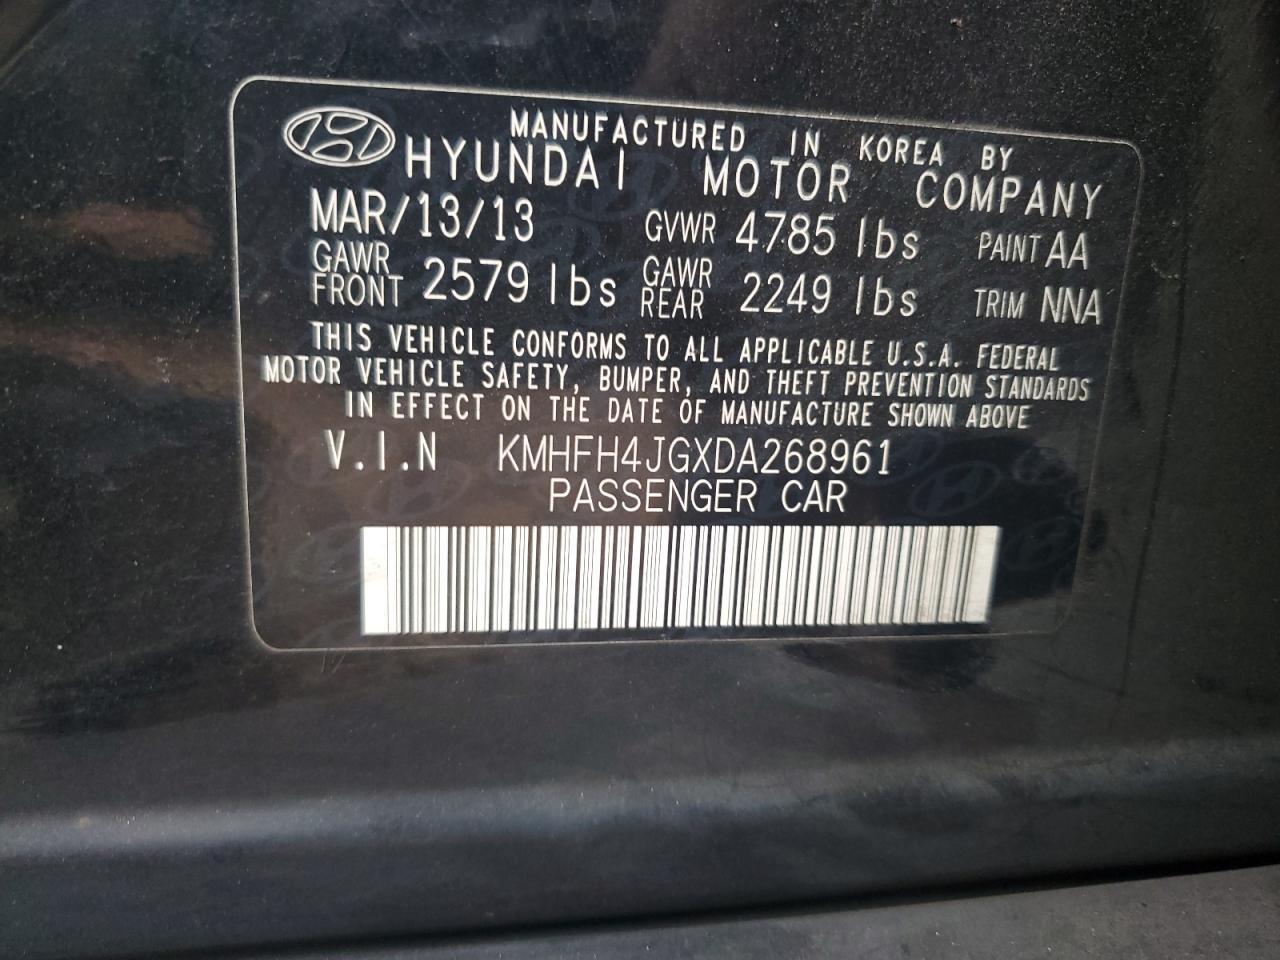 MANUFACTURED IN KOREA BY
HYUNDAI MOTOR COMPANY
MAR/13/13 GVWR 4785 lbs PAINT AA
GAWR FRONT 2579 lbs GAWR REAR 2249 lbs TRIM NNA
THIS VEHICLE CONFORMS TO ALL APPLICABLE U.S.A. FEDERAL
MOTOR VEHICLE SAFETY, BUMPER, AND THEFT PREVENTION STANDARDS
IN EFFECT ON THE DATE OF MANUFACTURE SHOWN ABOVE
V.I.N KMHFH4JGXDA268961
PASSENGER CAR